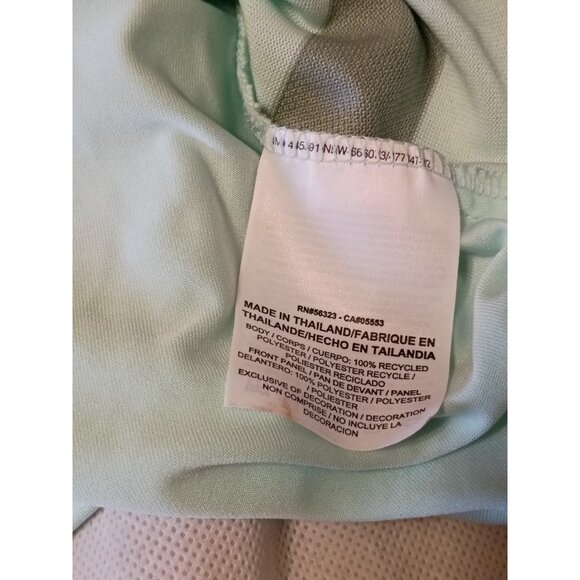 RN#56323 - CA#05553
MADE IN THAILAND/FABRIQUE EN
THAILANDE/HECHO EN TAILANDIA
BODY / CORPS / CUERPO: 100% RECYCLED
POLYESTER / POLYESTER RECYCLE /
POLIESTER RECICLADO
FRONT PANEL / PAN DE DEVANT / PANEL
DELANTERO: 100% POLYESTER / POLYESTER
/ POLIESTER
EXCLUSIVE OF DECORATION / DECORATION
NON COMPRISE / NO INCLUYE LA
DECORACION